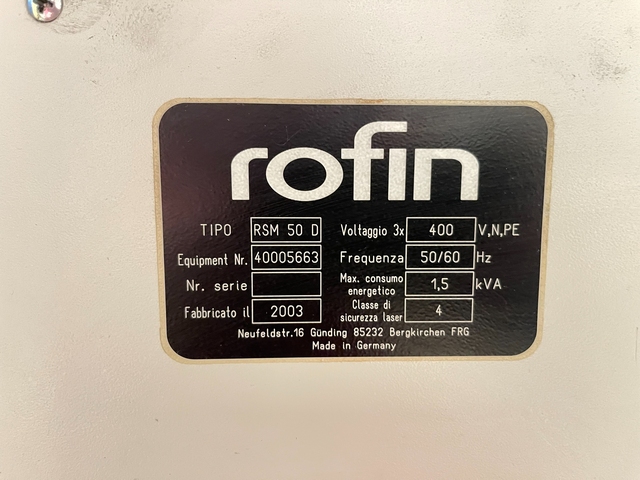 rofin
TIPO RSM 50 D Voltaggio 3x 400 V,N,PE
Equipment Nr. 40005663 Frequenza 50/60 Hz
Nr. serie Max. consumo energetico 1,5 kVA
Fabbricato il 2003 Classe di sicurezza laser 4
Neufeldstr.16 Günding 85232 Bergkirchen FRG
Made in Germany